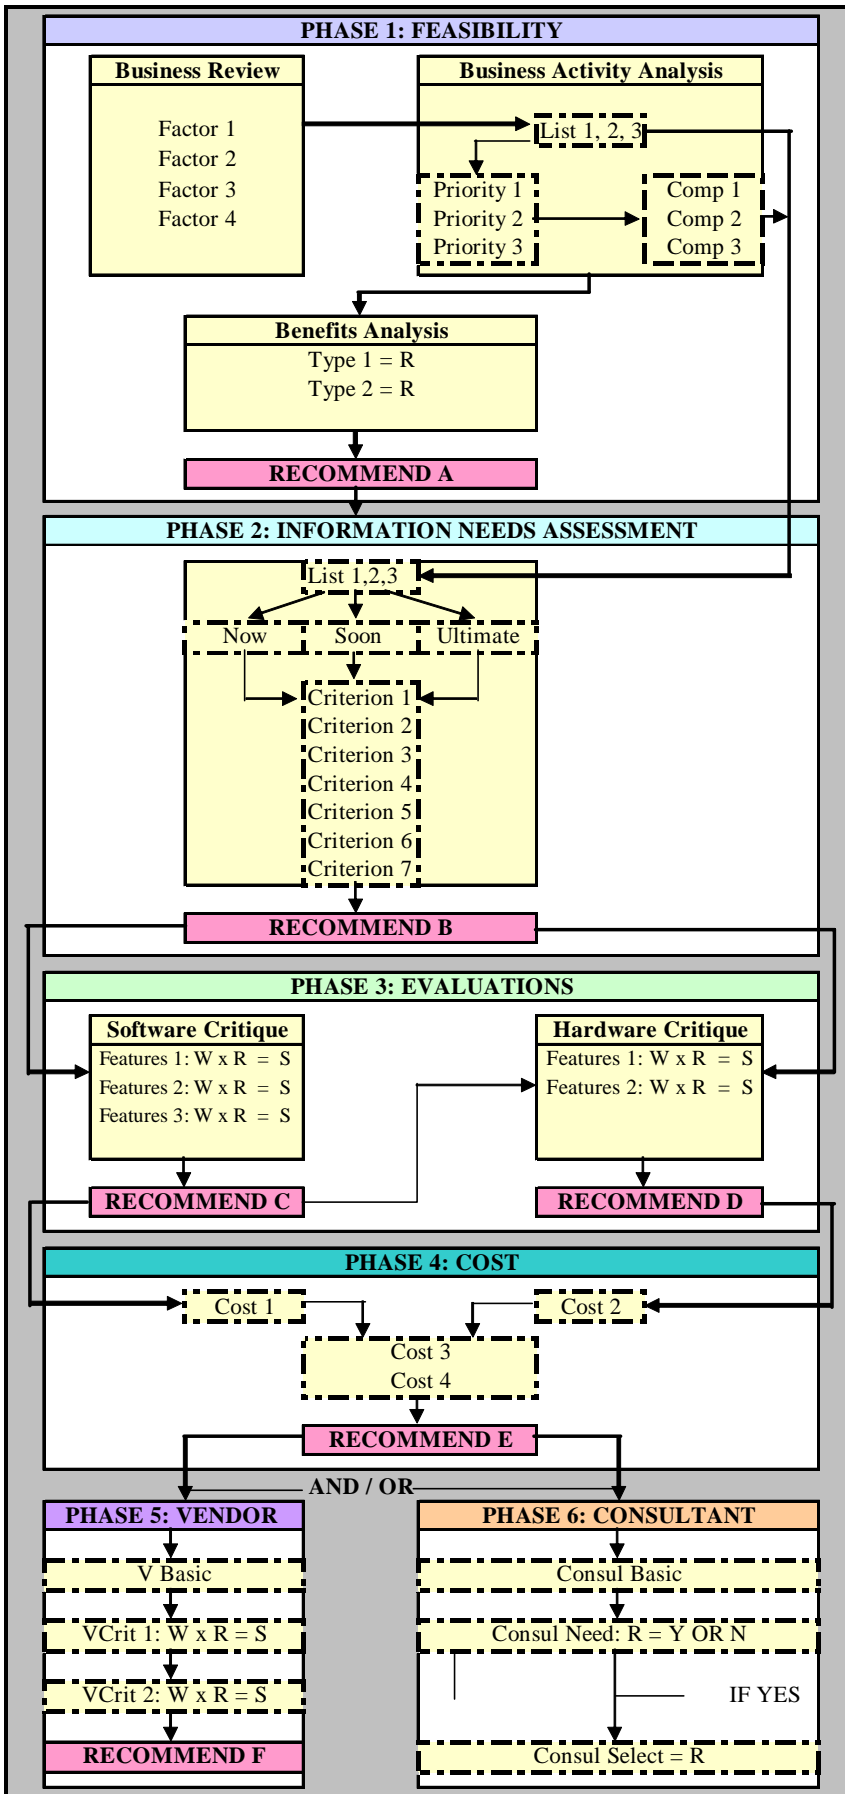 PHASE 1: FEASIBILITY
Business Review
Factor 1
Factor 2
Factor 3
Factor 4
Business Activity Analysis
List 1, 2, 3
Priority 1
Priority 2
Priority 3
Comp 1
Comp 2
Comp 3
Benefits Analysis
Type 1 = R
Type 2 = R
RECOMMEND A
PHASE 2: INFORMATION NEEDS ASSESSMENT
List 1,2,3
Now
Soon
Ultimate
Criterion 1
Criterion 2
Criterion 3
Criterion 4
Criterion 5
Criterion 6
Criterion 7
RECOMMEND B
PHASE 3: EVALUATIONS
Software Critique
Features 1: W x R = S
Features 2: W x R = S
Features 3: W x R = S
Hardware Critique
Features 1: W x R = S
Features 2: W x R = S
RECOMMEND C
RECOMMEND D
PHASE 4: COST
Cost 1
Cost 2
Cost 3
Cost 4
RECOMMEND E
AND / OR
PHASE 5: VENDOR
V Basic
VCrit 1: W x R = S
VCrit 2: W x R = S
RECOMMEND F
PHASE 6: CONSULTANT
Consul Basic
Consul Need: R = Y OR N
IF YES
Consul Select = R